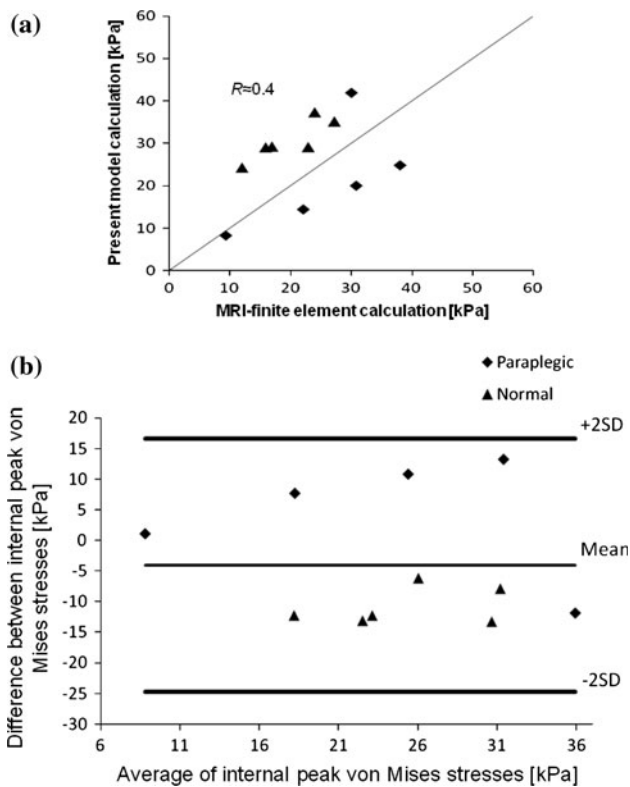 (a)
60
50
40
30
20
10
0
Present model calculation [kPa]
R=0.4
0 10 20 30 40 50 60
MRI-finite element calculation [kPa]
(b)
Paraplegic
Normal
20
15
10
5
0
-5
-10
-15
-20
-25
-30
Difference between internal peak von
Mises stresses [kPa]
+2SD
Mean
-2SD
6 11 16 21 26 31 36
Average of internal peak von Mises stresses [kPa]